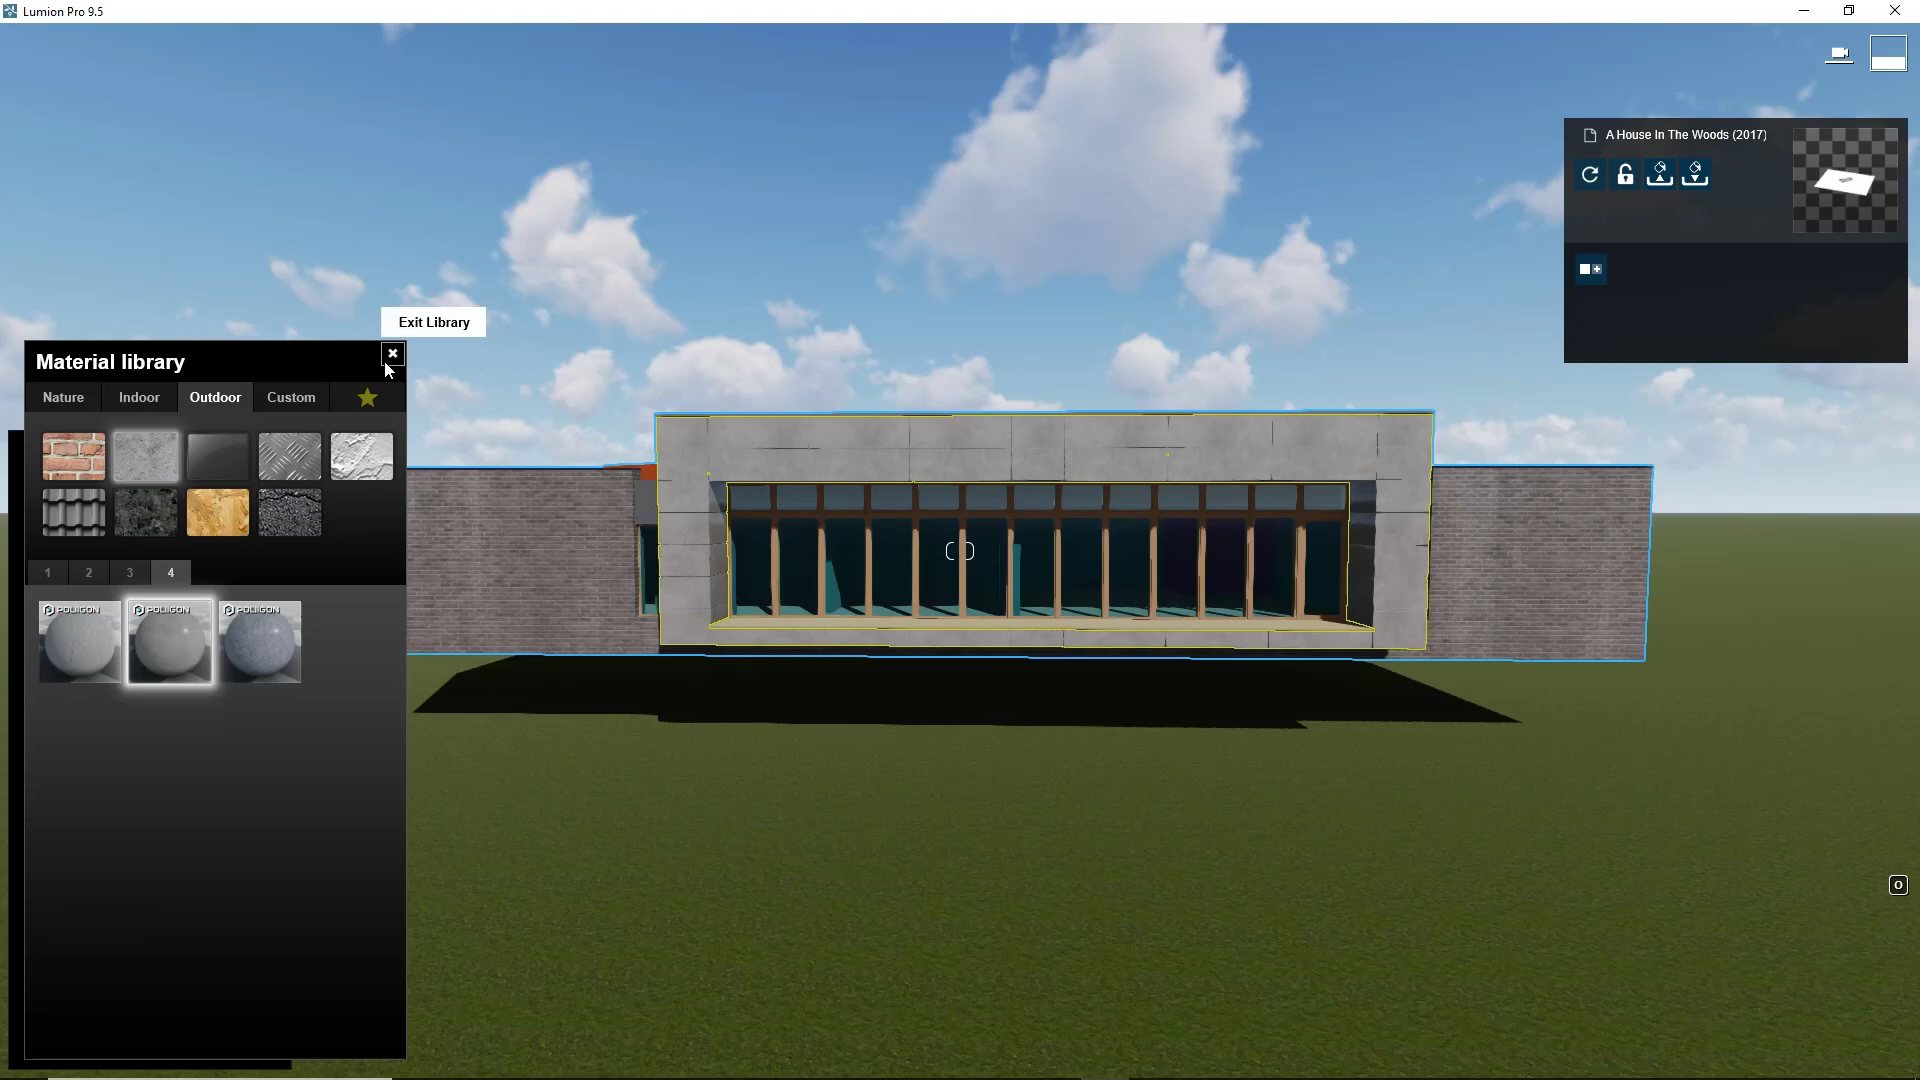 Lumion Pro 9.5
A House In The Woods (2017)
Exit Library
Material library
Nature
Indoor
Outdoor
Custom
1
2
3
4
POLIIGON
POLIIGON
POLIIGON
O